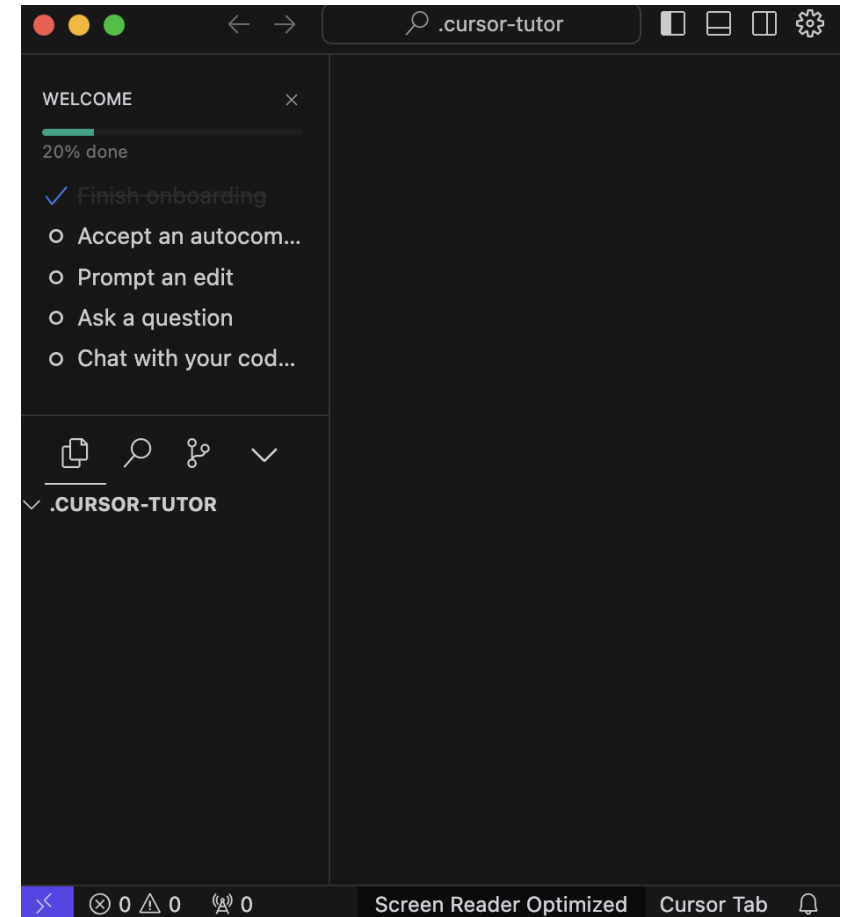 .cursor-tutor
WELCOME
20% done
Finish onboarding
Accept an autocom...
Prompt an edit
Ask a question
Chat with your cod...
.CURSOR-TUTOR
0 0 0 Screen Reader Optimized Cursor Tab